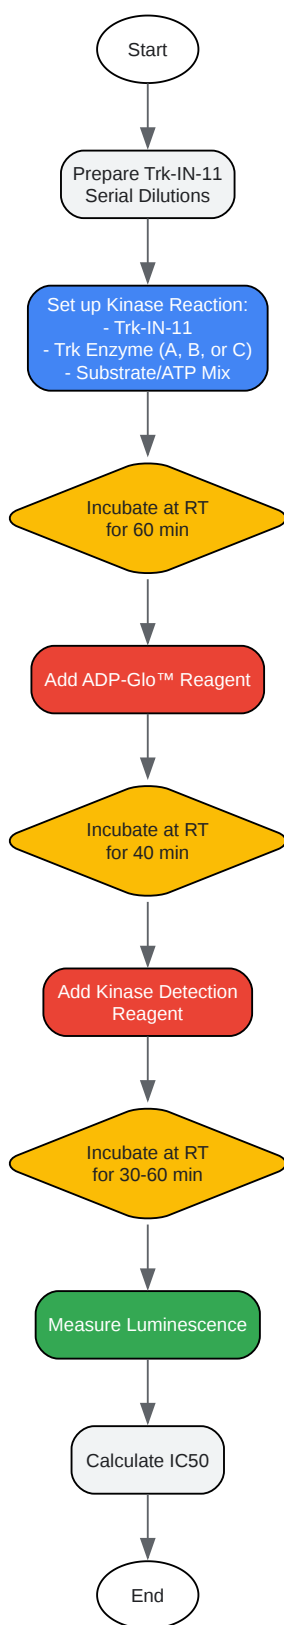 Start
Prepare Trk-IN-11
Serial Dilutions
Set up Kinase Reaction:
- Trk-IN-11
- Trk Enzyme (A, B, or C)
- Substrate/ATP Mix
Incubate at RT
for 60 min
Add ADP-Glo™ Reagent
Incubate at RT
for 40 min
Add Kinase Detection
Reagent
Incubate at RT
for 30-60 min
Measure Luminescence
Calculate IC50
End